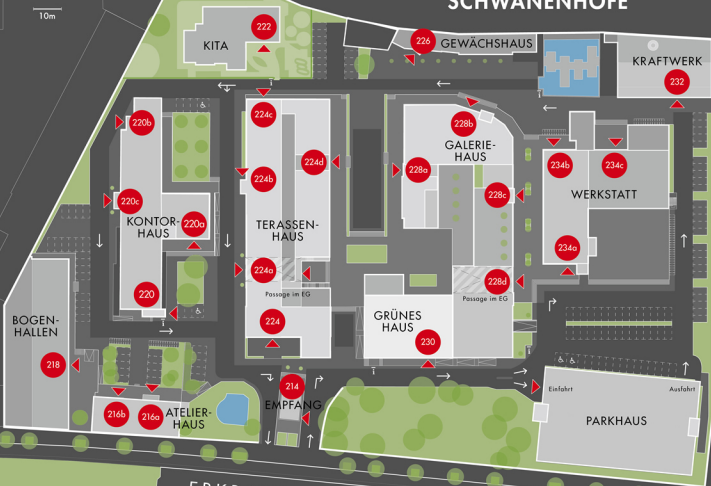 SCHWANENHÖFE
10m
222
KITA
226
GEWÄCHSHAUS
KRAFTWERK
232
220b
224c
228b
GALERIE-
HAUS
224d
228a
234b
234c
224b
220c
228c
WERKSTATT
KONTOR-
HAUS
220a
TERASSEN-
HAUS
234a
224a
228d
Passage im EG
Passage im EG
220
BOGEN-
HALLEN
224
GRÜNES
HAUS
230
218
214
EMPFANG
Einfahrt
Ausfahrt
216b
216a
ATELIER-
HAUS
PARKHAUS